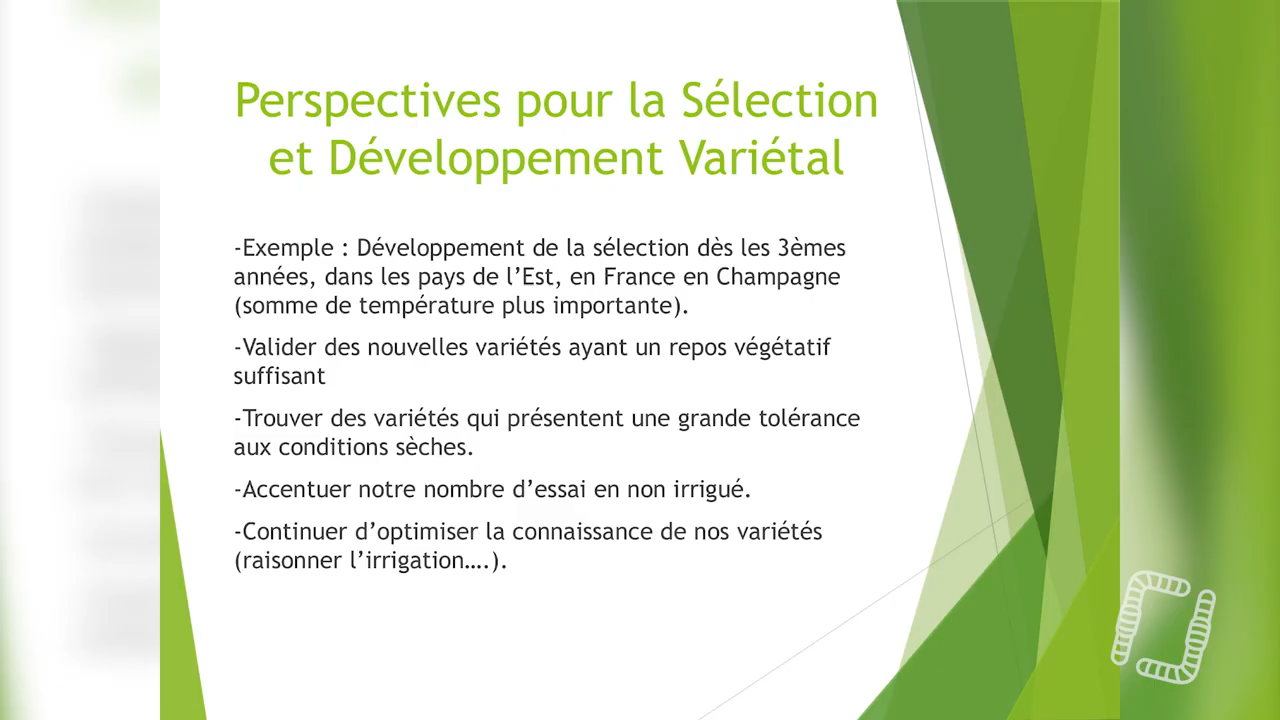 Perspectives pour la Sélection
et Développement Variétal
-Exemple : Développement de la sélection dès les 3èmes
années, dans les pays de l’Est, en France en Champagne
(somme de température plus importante).
-Valider des nouvelles variétés ayant un repos végétatif
suffisant
-Trouver des variétés qui présentent une grande tolérance
aux conditions sèches.
-Accentuer notre nombre d’essai en non irrigué.
-Continuer d’optimiser la connaissance de nos variétés
(raisonner l’irrigation….).